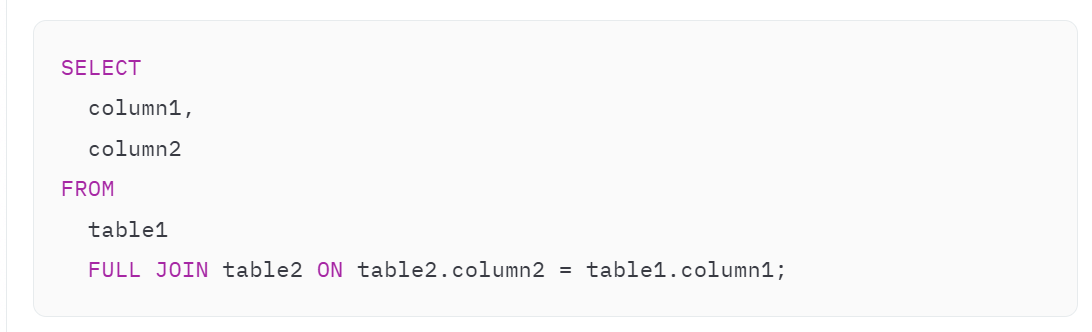 SELECT
  column1,
  column2
FROM
  table1
  FULL JOIN table2 ON table2.column2 = table1.column1;